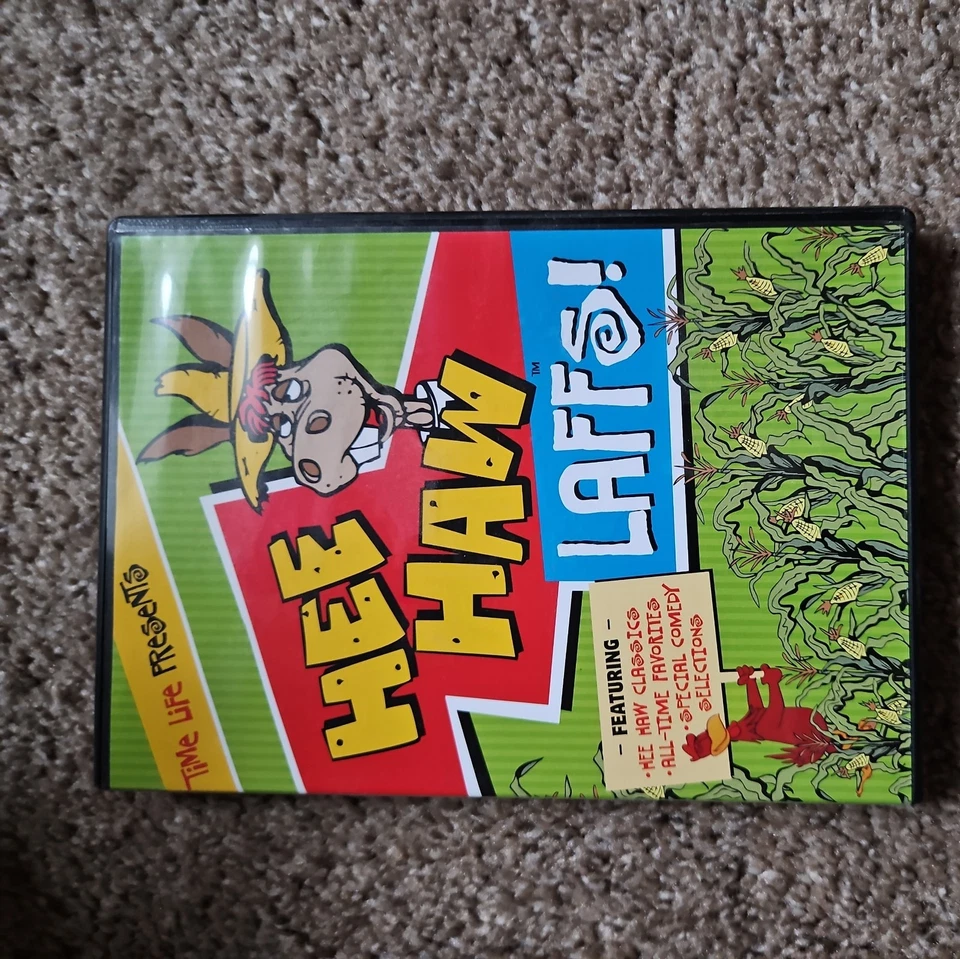 TIME LIFE PRESENTS
HEE
HAW
™
LAFFS!
- FEATURING -
•HEE HAW CLASSICS
•ALL-TIME FAVORITES
•SPECIAL COMEDY
SELECTIONS